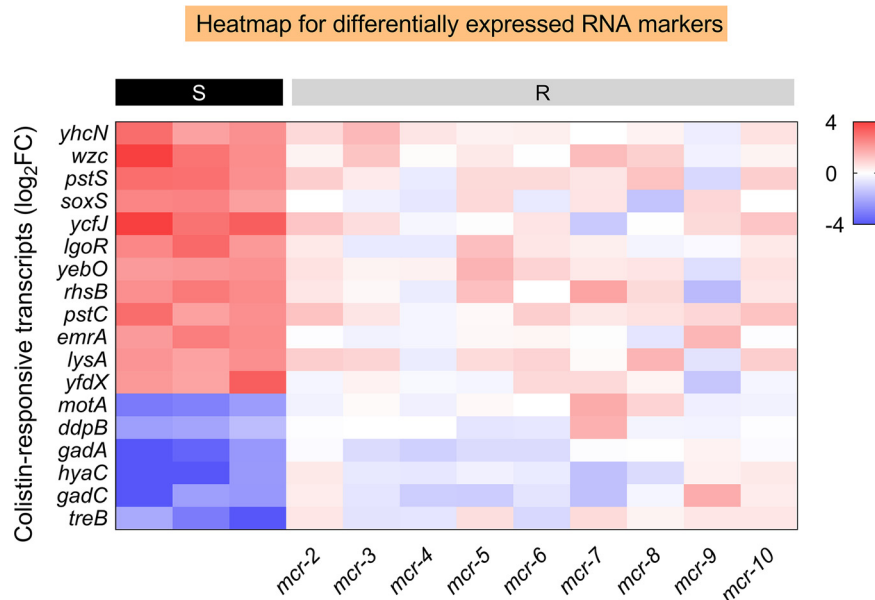 Heatmap for differentially expressed RNA markers
S
R
Colistin-responsive transcripts (log₂FC)
yhcN
wzc
pstS
soxS
ycfJ
lgoR
yebO
rhsB
pstC
emrA
lysA
yfdX
motA
ddpB
gadA
hyaC
gadC
treB
4
0
-4
mcr-2
mcr-3
mcr-4
mcr-5
mcr-6
mcr-7
mcr-8
mcr-9
mcr-10